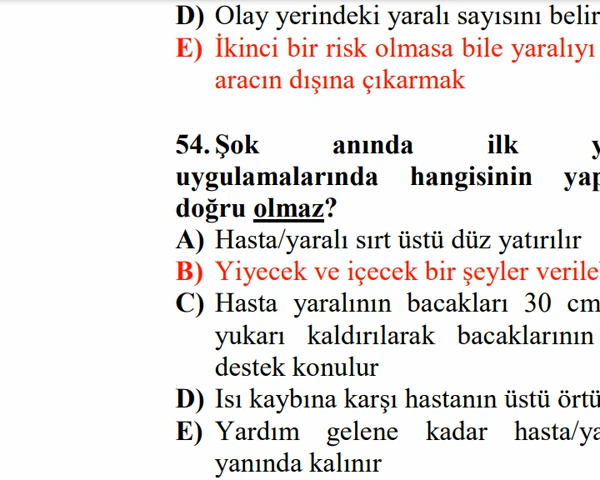 D) Olay yerindeki yaralı sayısını belir
E) İkinci bir risk olmasa bile yaralıyı
aracın dışına çıkarmak
54. Şok anında ilk
uygulamalarında hangisinin yap
doğru olmaz?
A) Hasta/yaralı sırt üstü düz yatırılır
B) Yiyecek ve içecek bir şeyler verile
C) Hasta yaralının bacakları 30 cm
yukarı kaldırılarak bacaklarının
destek konulur
D) Isı kaybına karşı hastanın üstü örtü
E) Yardım gelene kadar hasta/ya
yanında kalınır